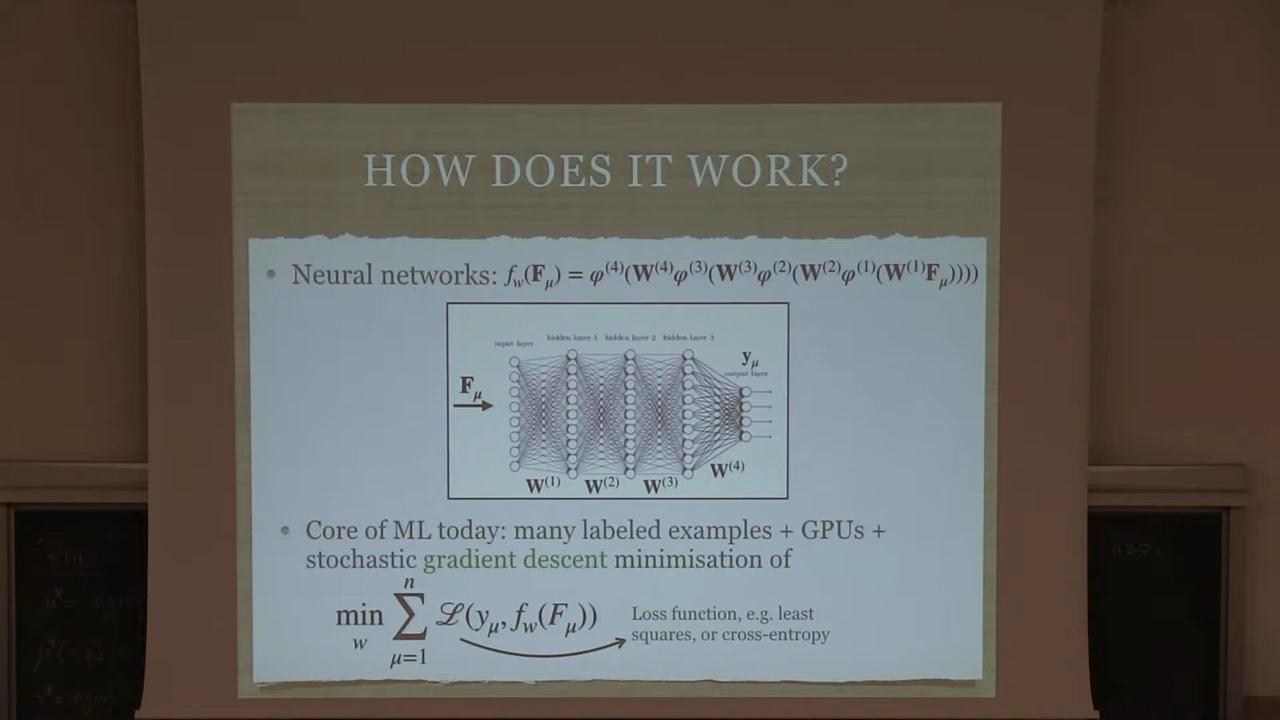 HOW DOES IT WORK?
• Neural networks: f_w(F_μ) = φ^(4)(W^(4)φ^(3)(W^(3)φ^(2)(W^(2)φ^(1)(W^(1)F_μ))))
input layer hidden layer 1 hidden layer 2 hidden layer 3
y_μ
output layer
F_μ
W^(1) W^(2) W^(3) W^(4)
• Core of ML today: many labeled examples + GPUs +
stochastic gradient descent minimisation of
min_w ∑_{μ=1}^{n} ℒ(y_μ, f_w(F_μ))
Loss function, e.g. least
squares, or cross-entropy